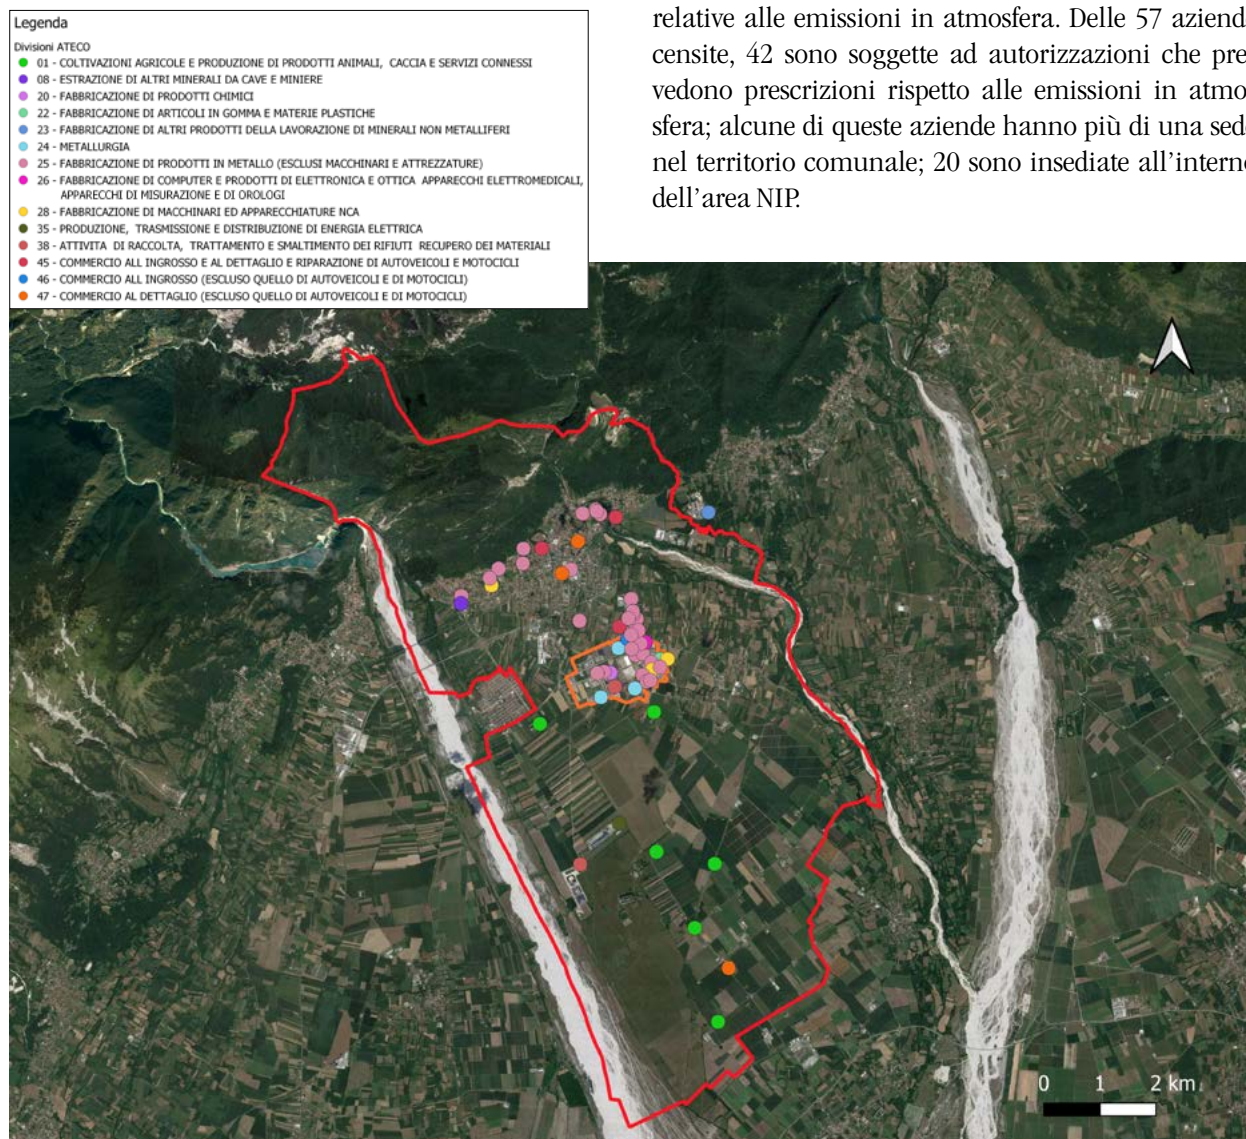 Legenda
Divisioni ATECO
01 - COLTIVAZIONI AGRICOLE E PRODUZIONE DI PRODOTTI ANIMALI, CACCIA E SERVIZI CONNESSI
08 - ESTRAZIONE DI ALTRI MINERALI DA CAVE E MINIERE
20 - FABBRICAZIONE DI PRODOTTI CHIMICI
22 - FABBRICAZIONE DI ARTICOLI IN GOMMA E MATERIE PLASTICHE
23 - FABBRICAZIONE DI ALTRI PRODOTTI DELLA LAVORAZIONE DI MINERALI NON METALLIFERI
24 - METALLURGIA
25 - FABBRICAZIONE DI PRODOTTI IN METALLO (ESCLUSI MACCHINARI E ATTREZZATURE)
26 - FABBRICAZIONE DI COMPUTER E PRODOTTI DI ELETTRONICA E OTTICA APPARECCHI ELETTROMEDICALI,
APPARECCHI DI MISURAZIONE E DI OROLOGI
28 - FABBRICAZIONE DI MACCHINARI ED APPARECCHIATURE NCA
35 - PRODUZIONE, TRASMISSIONE E DISTRIBUZIONE DI ENERGIA ELETTRICA
38 - ATTIVITA DI RACCOLTA, TRATTAMENTO E SMALTIMENTO DEI RIFIUTI RECUPERO DEI MATERIALI
45 - COMMERCIO ALL INGROSSO E AL DETTAGLIO E RIPARAZIONE DI AUTOVEICOLI E MOTOCICLI
46 - COMMERCIO ALL INGROSSO (ESCLUSO QUELLO DI AUTOVEICOLI E DI MOTOCICLI)
47 - COMMERCIO AL DETTAGLIO (ESCLUSO QUELLO DI AUTOVEICOLI E DI MOTOCICLI)
relative alle emissioni in atmosfera. Delle 57 aziend
censite, 42 sono soggette ad autorizzazioni che pre
vedono prescrizioni rispetto alle emissioni in atmo
sfera; alcune di queste aziende hanno più di una sed
nel territorio comunale; 20 sono insediate all'intern
dell'area NIP.
0 1 2 km